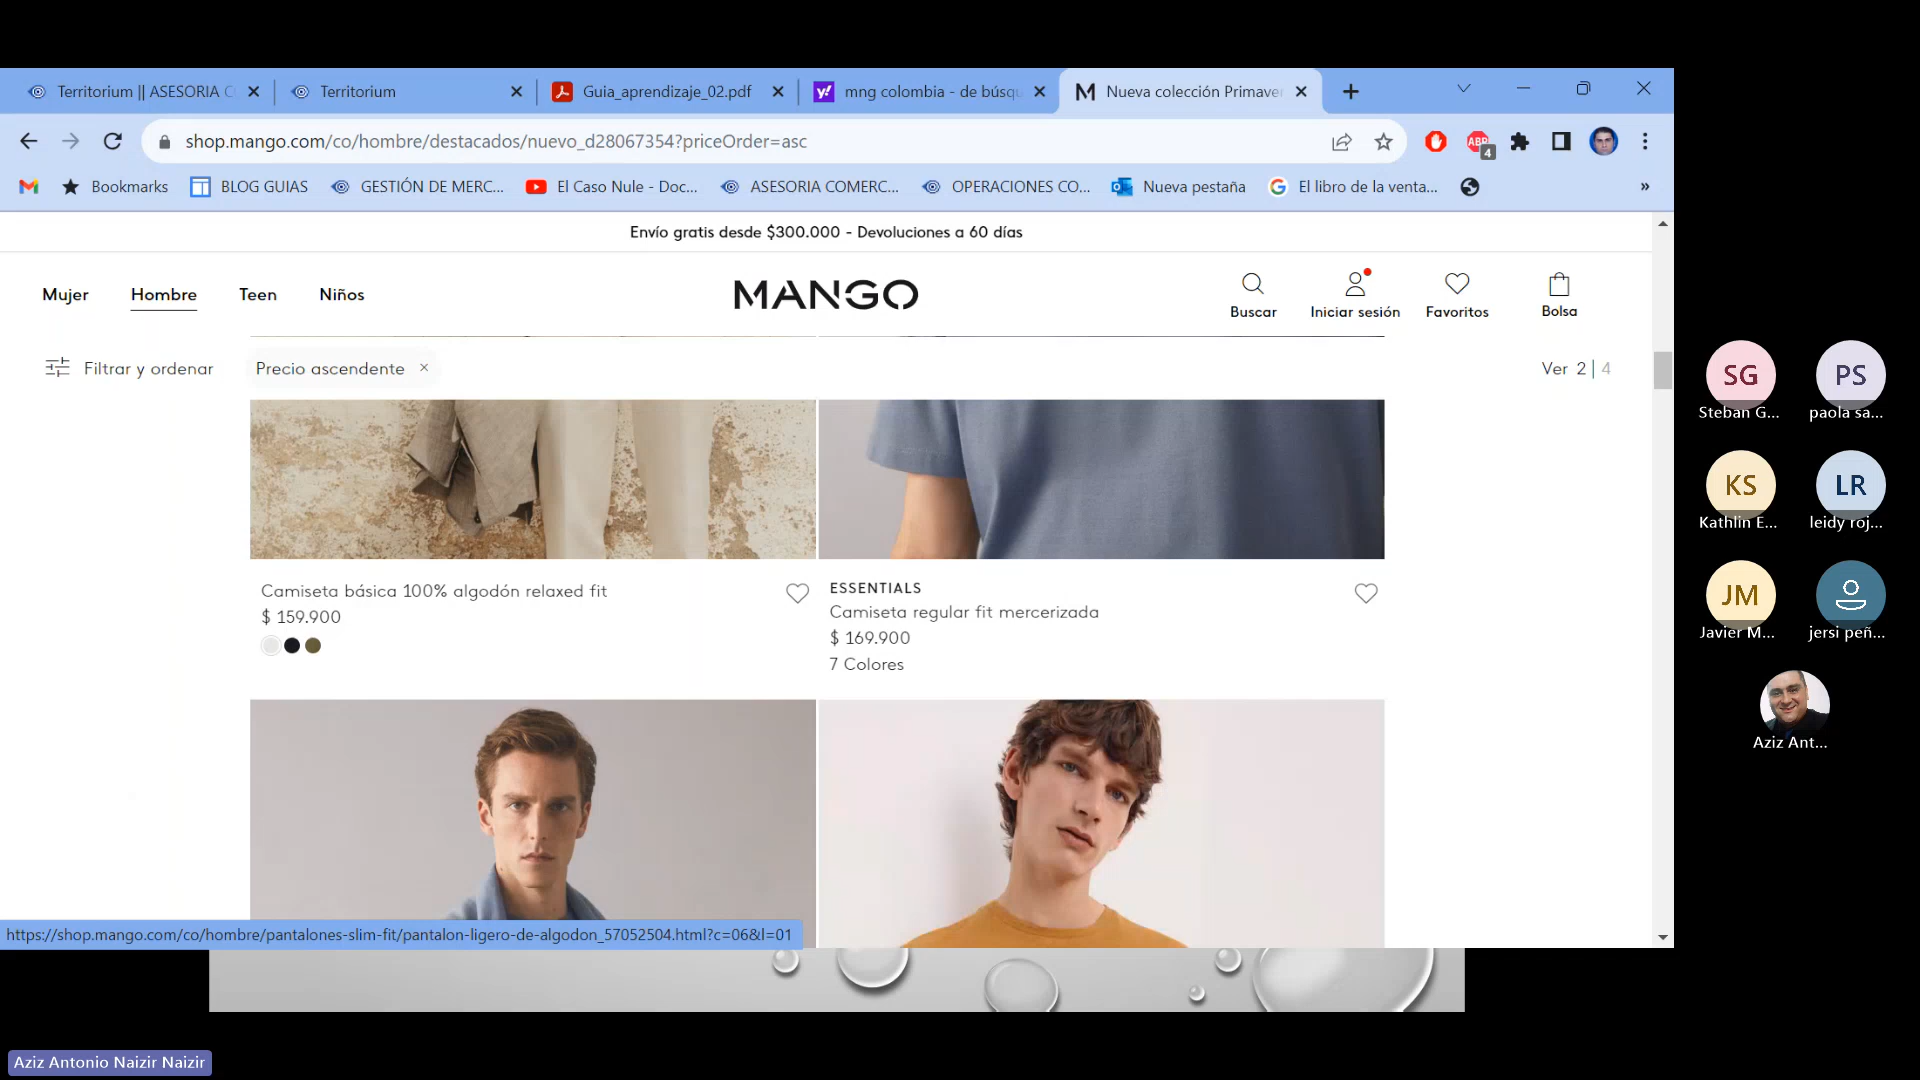 Territorium || ASESORIA C
Territorium
Guia_aprendizaje_02.pdf
mng colombia - de búsqu
Nueva colección Primaver
shop.mango.com/co/hombre/destacados/nuevo_d28067354?priceOrder=asc
ABP
4
Bookmarks
BLOG GUIAS
GESTIÓN DE MERC...
El Caso Nule - Doc...
ASESORIA COMERC...
OPERACIONES CO...
Nueva pestaña
El libro de la venta...
»
Envío gratis desde $300.000 - Devoluciones a 60 días
Mujer
Hombre
Teen
Niños
MANGO
Buscar
Iniciar sesión
Favoritos
Bolsa
Filtrar y ordenar
Precio ascendente ×
Ver 2 | 4
Camiseta básica 100% algodón relaxed fit
$ 159.900
ESSENTIALS
Camiseta regular fit mercerizada
$ 169.900
7 Colores
https://shop.mango.com/co/hombre/pantalones-slim-fit/pantalon-ligero-de-algodon_57052504.html?c=06&l=01
SG
Steban G...
PS
paola sa...
KS
Kathlin E...
LR
leidy roj...
JM
Javier M...
jersi peñ...
Aziz Ant...
Aziz Antonio Naizir Naizir